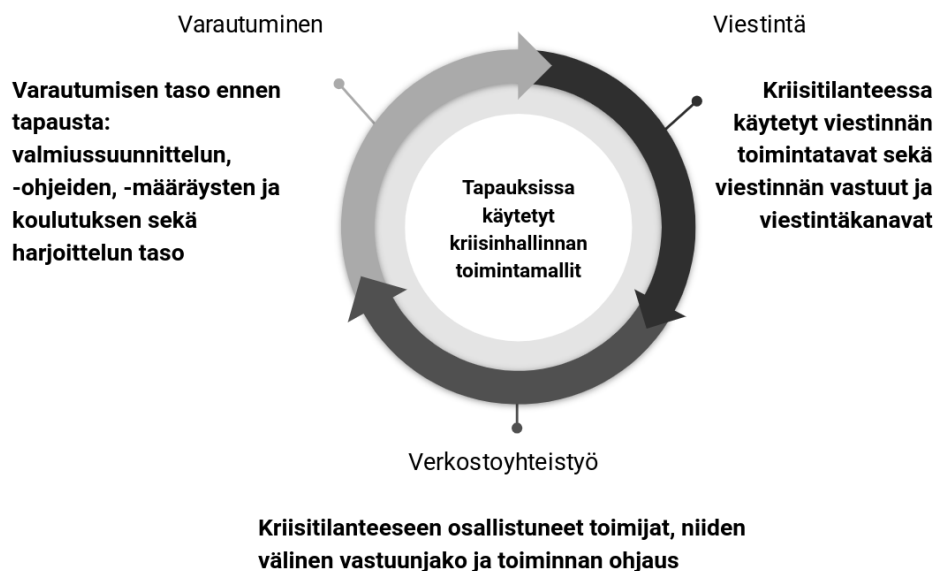 Varautuminen
Varautumisen taso ennen
tapausta:
valmiussuunnittelun,
-ohjeiden, -määräysten ja
koulutuksen sekä
harjoittelun taso
Viestintä
Kriisitilanteessa
käytetyt viestinnän
toimintatavat sekä
viestinnän vastuut ja
viestintäkanavat
Tapauksissa
käytetyt
kriisinhallinnan
toimintamallit
Verkostoyhteistyö
Kriisitilanteeseen osallistuneet toimijat, niiden
välinen vastuunjako ja toiminnan ohjaus